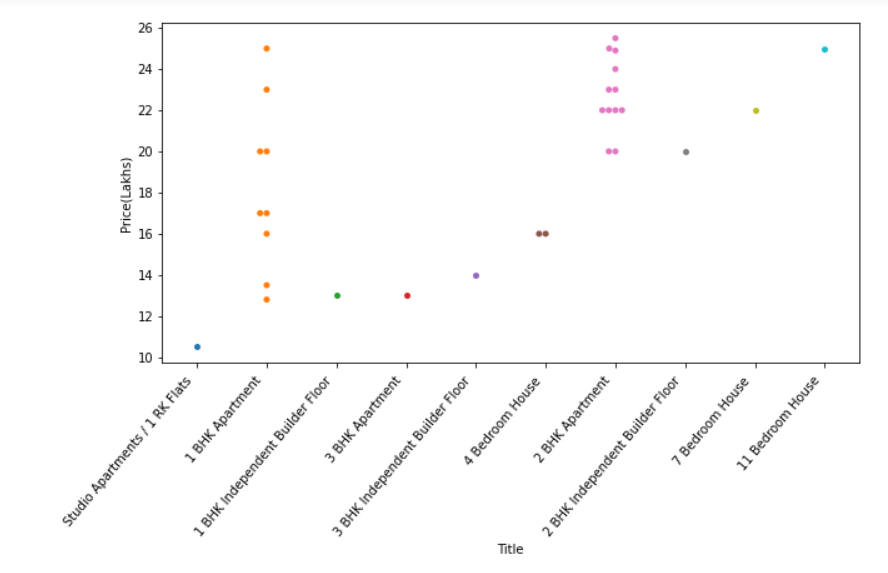 26
24
22
20
18
16
14
12
10
Price(Lakhs)
Studio Apartments / 1 RK Flats
1 BHK Apartment
1 BHK Independent Builder Floor
3 BHK Apartment
3 BHK Independent Builder Floor
4 Bedroom House
2 BHK Apartment
2 BHK Independent Builder Floor
7 Bedroom House
11 Bedroom House
Title